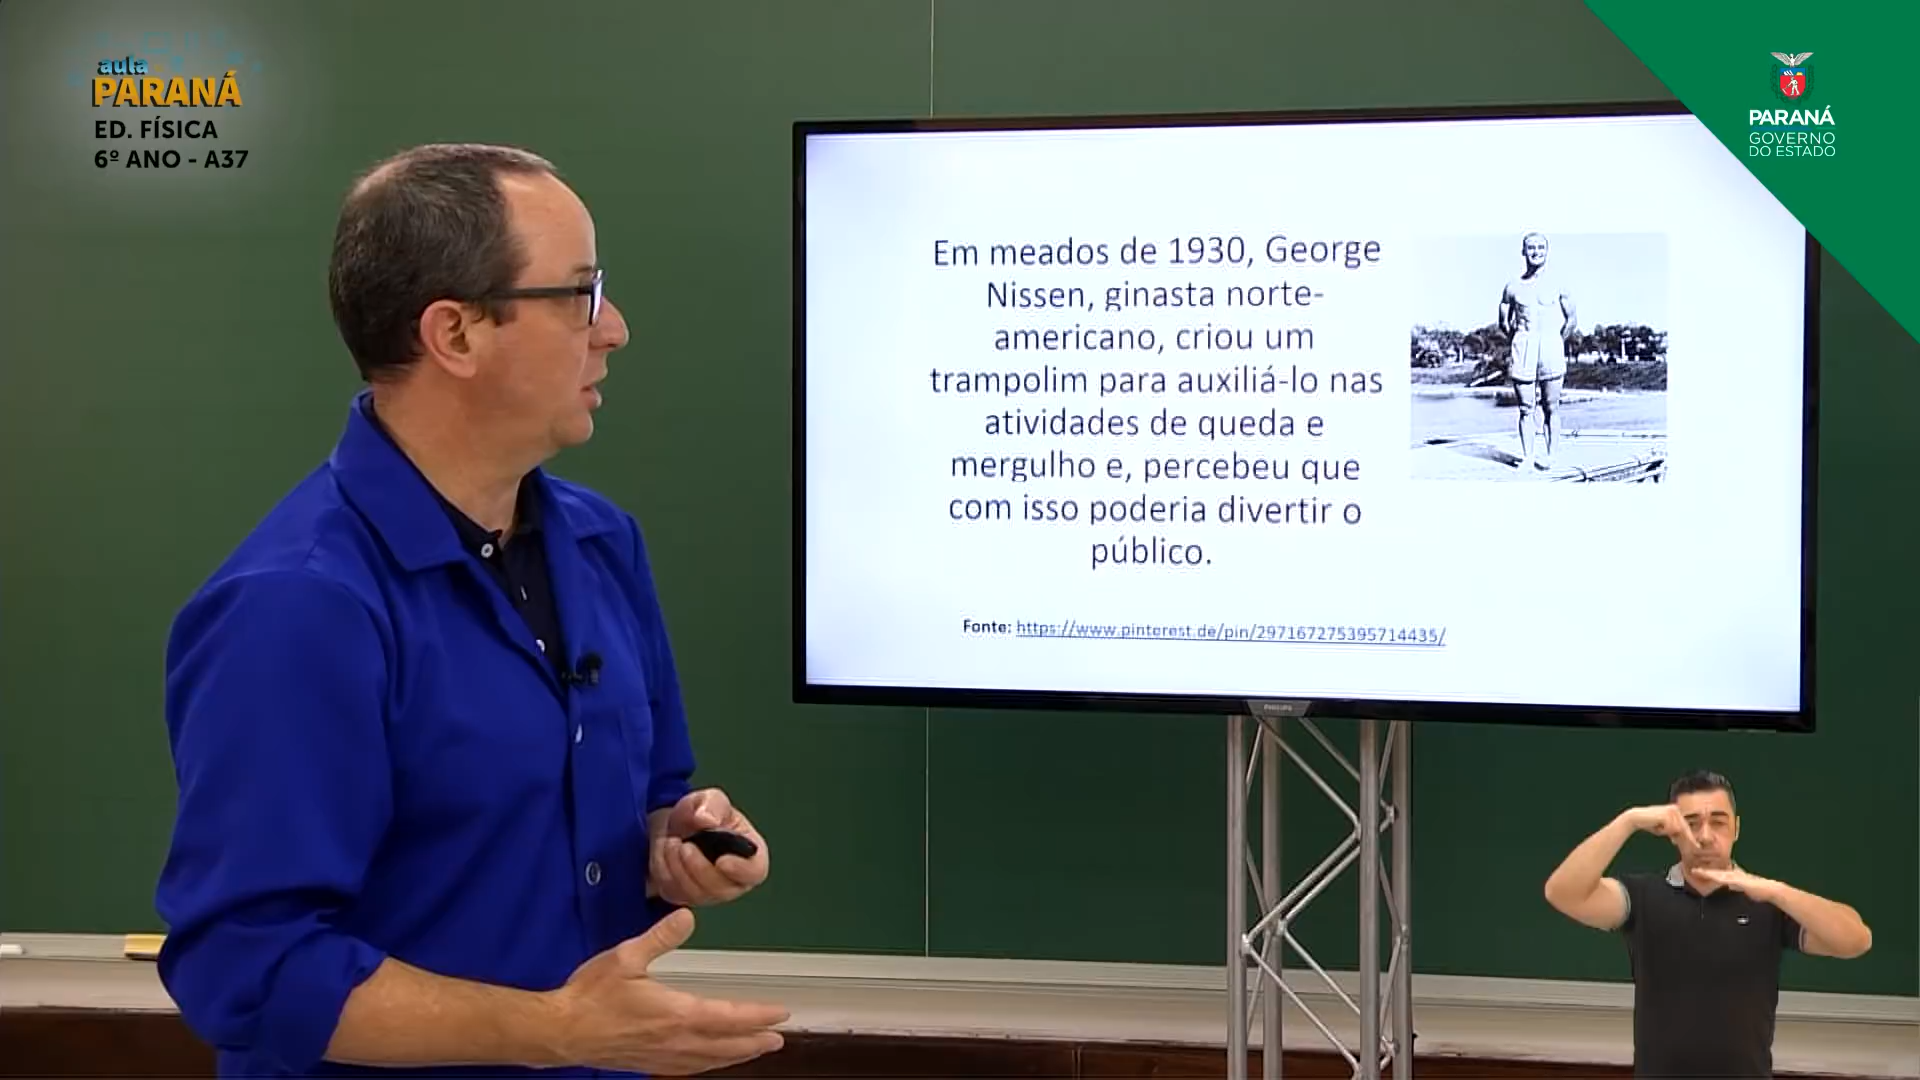 aula
PARANÁ
ED. FÍSICA
6º ANO - A37
PARANÁ
GOVERNO
DO ESTADO
Em meados de 1930, George
Nissen, ginasta norte-
americano, criou um
trampolim para auxiliá-lo nas
atividades de queda e
mergulho e, percebeu que
com isso poderia divertir o
público.
Fonte: https://www.pinterest.de/pin/297167275395714435/
PHILIPS